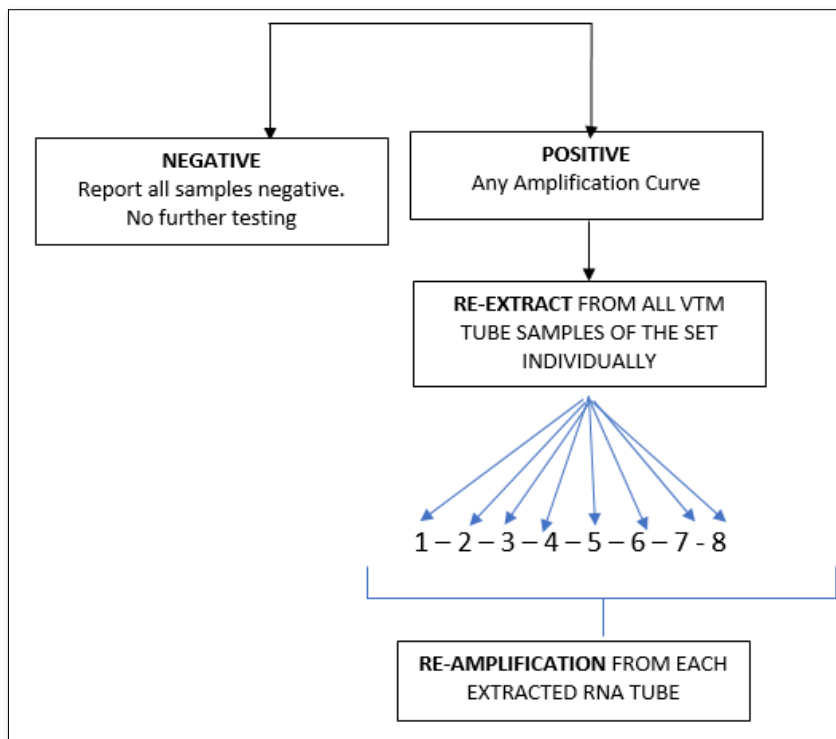 NEGATIVE
Report all samples negative.
No further testing
POSITIVE
Any Amplification Curve
RE-EXTRACT FROM ALL VTM
TUBE SAMPLES OF THE SET
INDIVIDUALLY
1 – 2 – 3 – 4 – 5 – 6 – 7 - 8
RE-AMPLIFICATION FROM EACH
EXTRACTED RNA TUBE